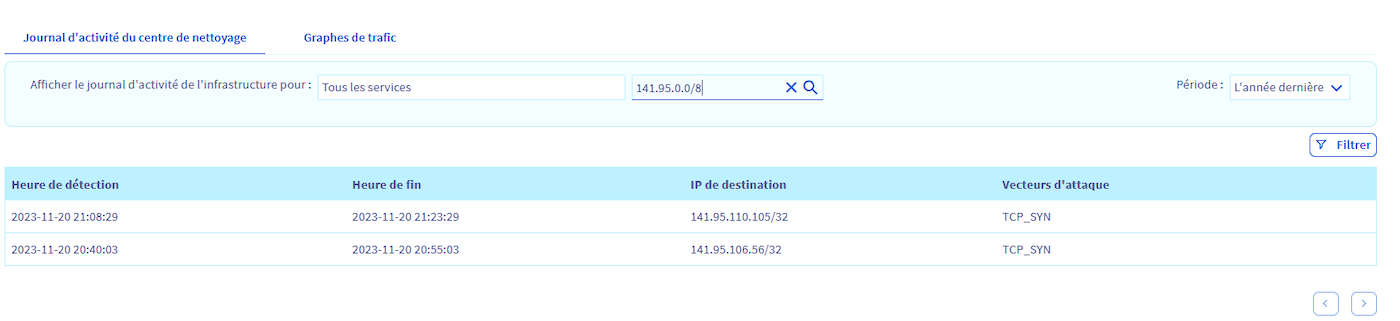 Journal d'activité du centre de nettoyage Graphes de trafic
Afficher le journal d'activité de l'infrastructure pour : Tous les services 141.95.0.0/8 Période : L'année dernière
Filtrer
Heure de détection Heure de fin IP de destination Vecteurs d'attaque
2023-11-20 21:08:29 2023-11-20 21:23:29 141.95.110.105/32 TCP_SYN
2023-11-20 20:40:03 2023-11-20 20:55:03 141.95.106.56/32 TCP_SYN